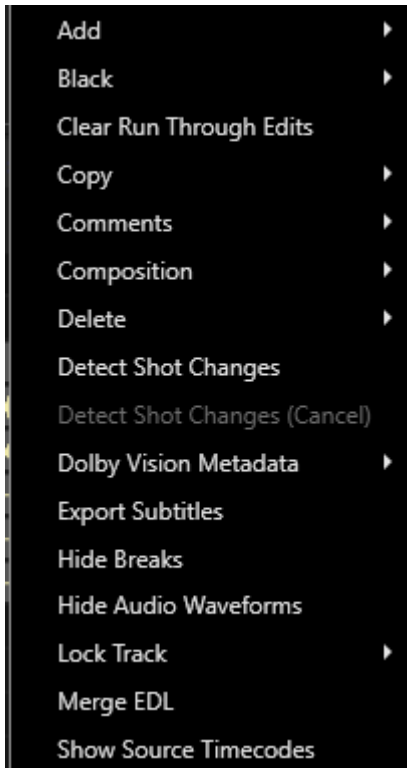 Add
Black
Clear Run Through Edits
Copy
Comments
Composition
Delete
Detect Shot Changes
Detect Shot Changes (Cancel)
Dolby Vision Metadata
Export Subtitles
Hide Breaks
Hide Audio Waveforms
Lock Track
Merge EDL
Show Source Timecodes